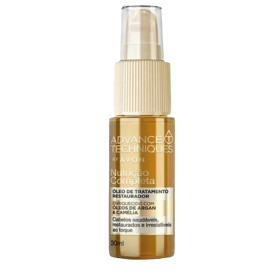 ADVANCE
TECHNIQUES
BY AVON
Nutrição
Completa
ÓLEO DE TRATAMENTO
RESTAURADOR
ENRIQUECIDO COM
ÓLEOS DE ARGAN
& CAMÉLIA
Cabelos saudáveis,
restaurados e irresistíveis
ao toque
30ml